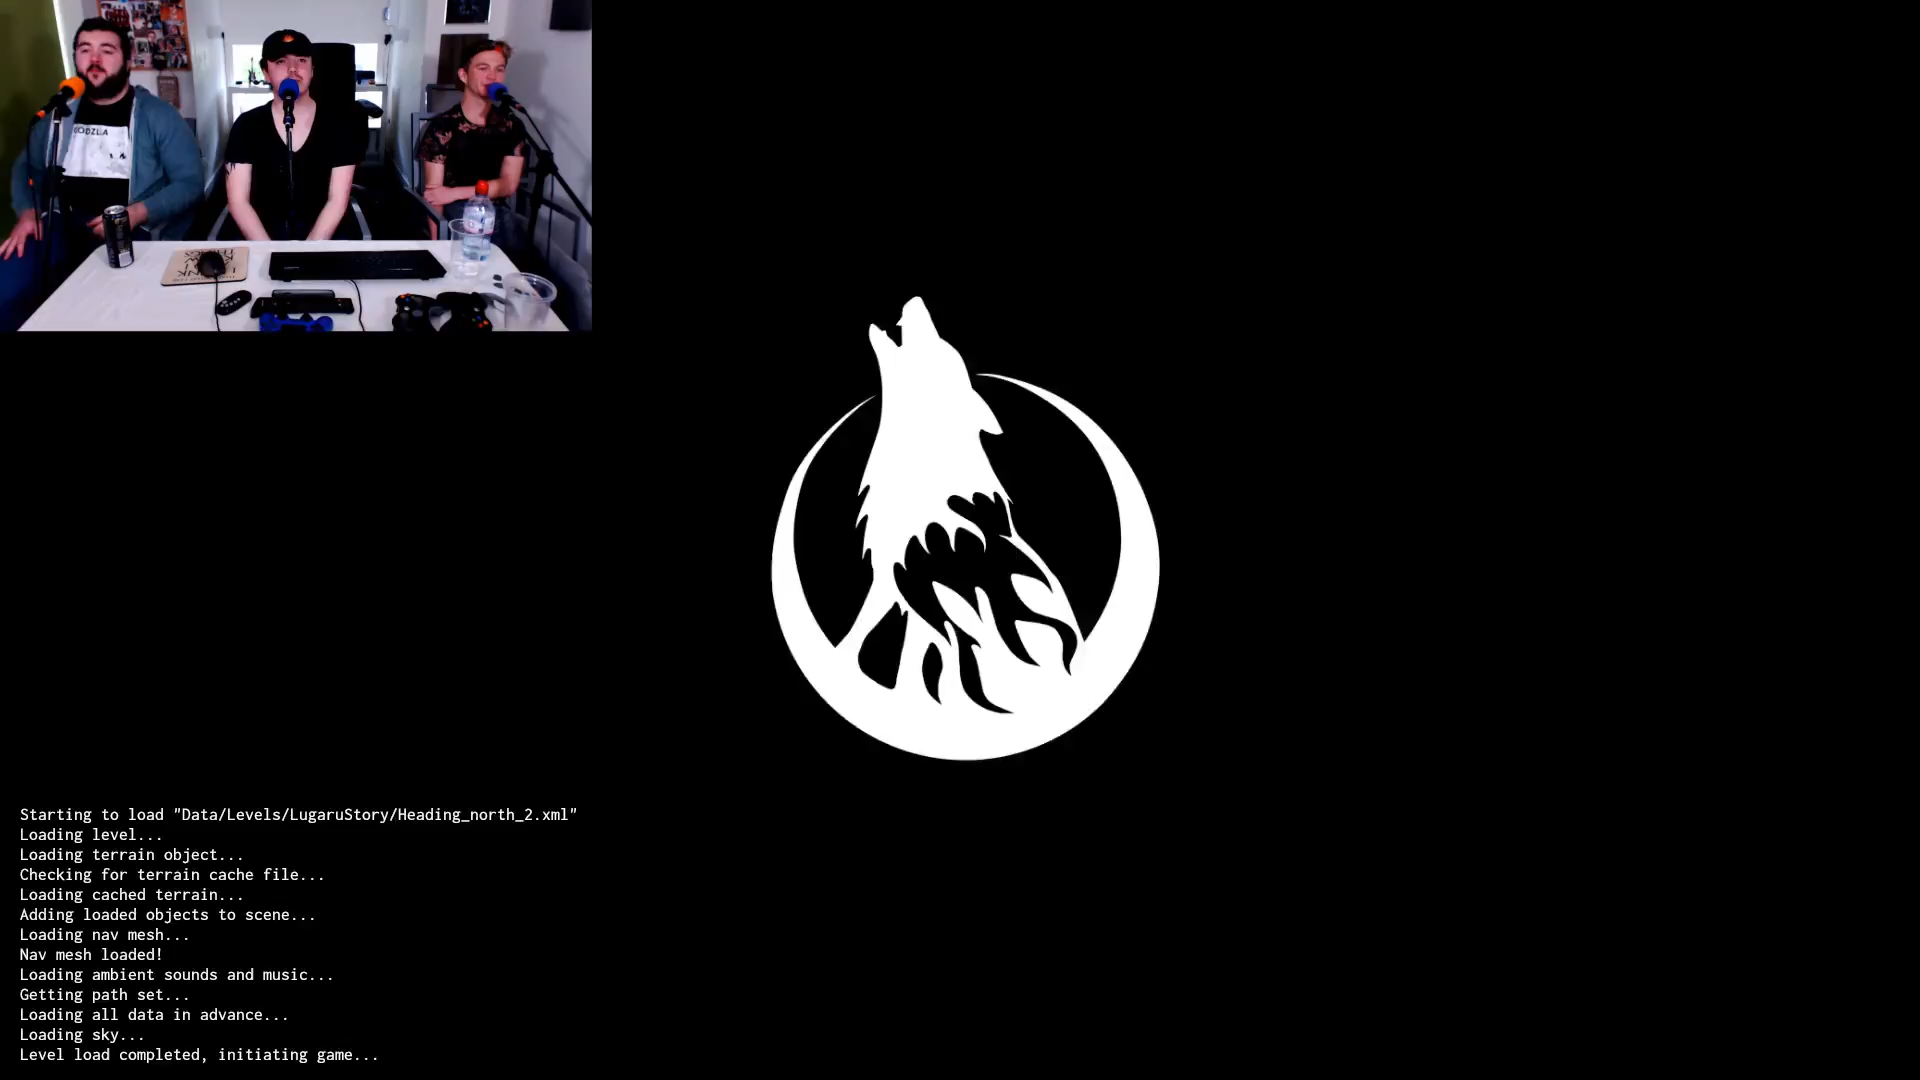 GODZILLA
Starting to load "Data/Levels/LugaruStory/Heading_north_2.xml"
Loading level...
Loading terrain object...
Checking for terrain cache file...
Loading cached terrain...
Adding loaded objects to scene...
Loading nav mesh...
Nav mesh loaded!
Loading ambient sounds and music...
Getting path set...
Loading all data in advance...
Loading sky...
Level load completed, initiating game...